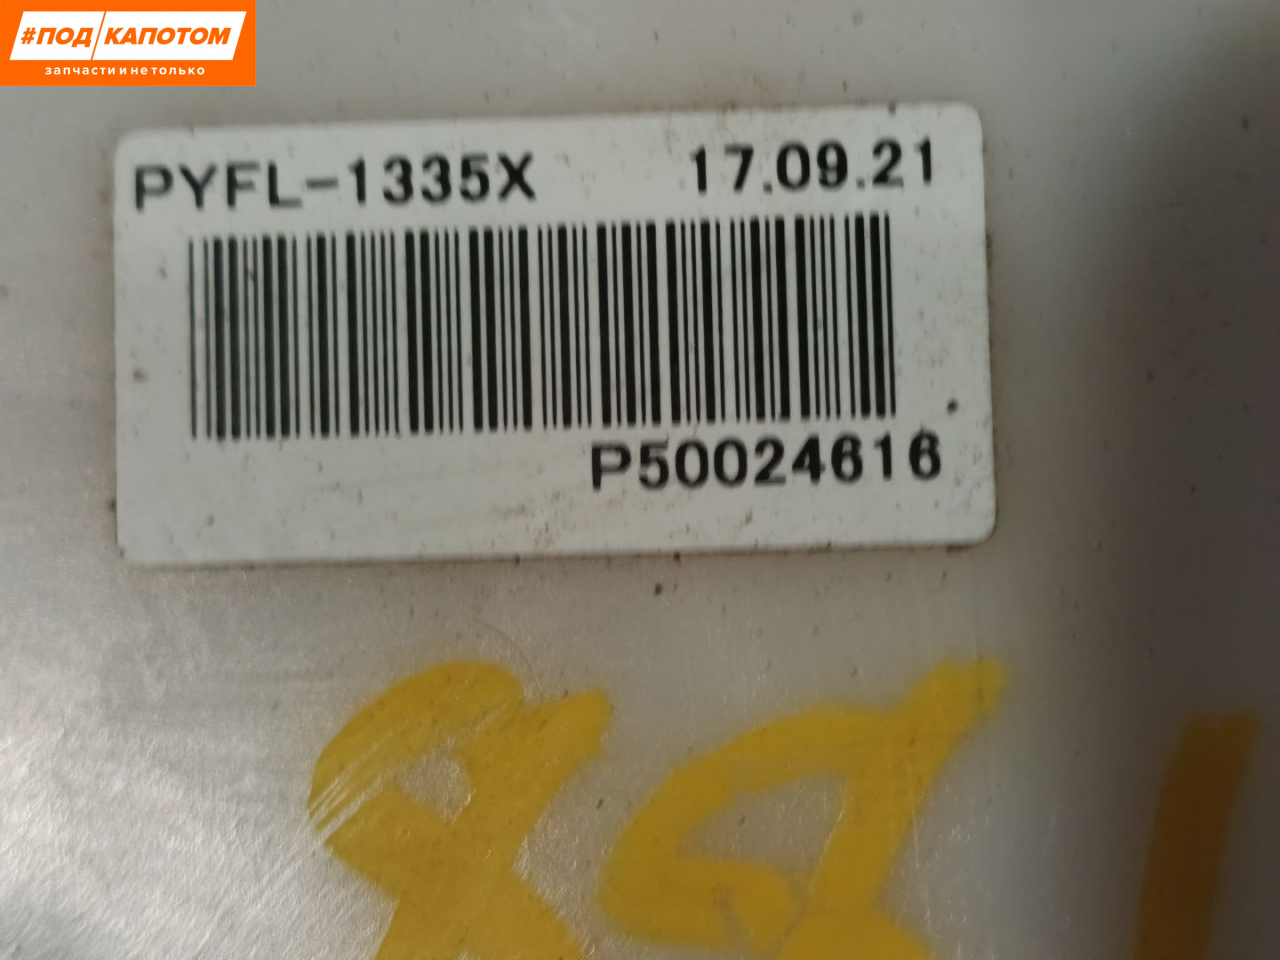 #ПОД/КАПОТОМ
запчасти и не только
PYFL-1335X 17.09.21
P50024616